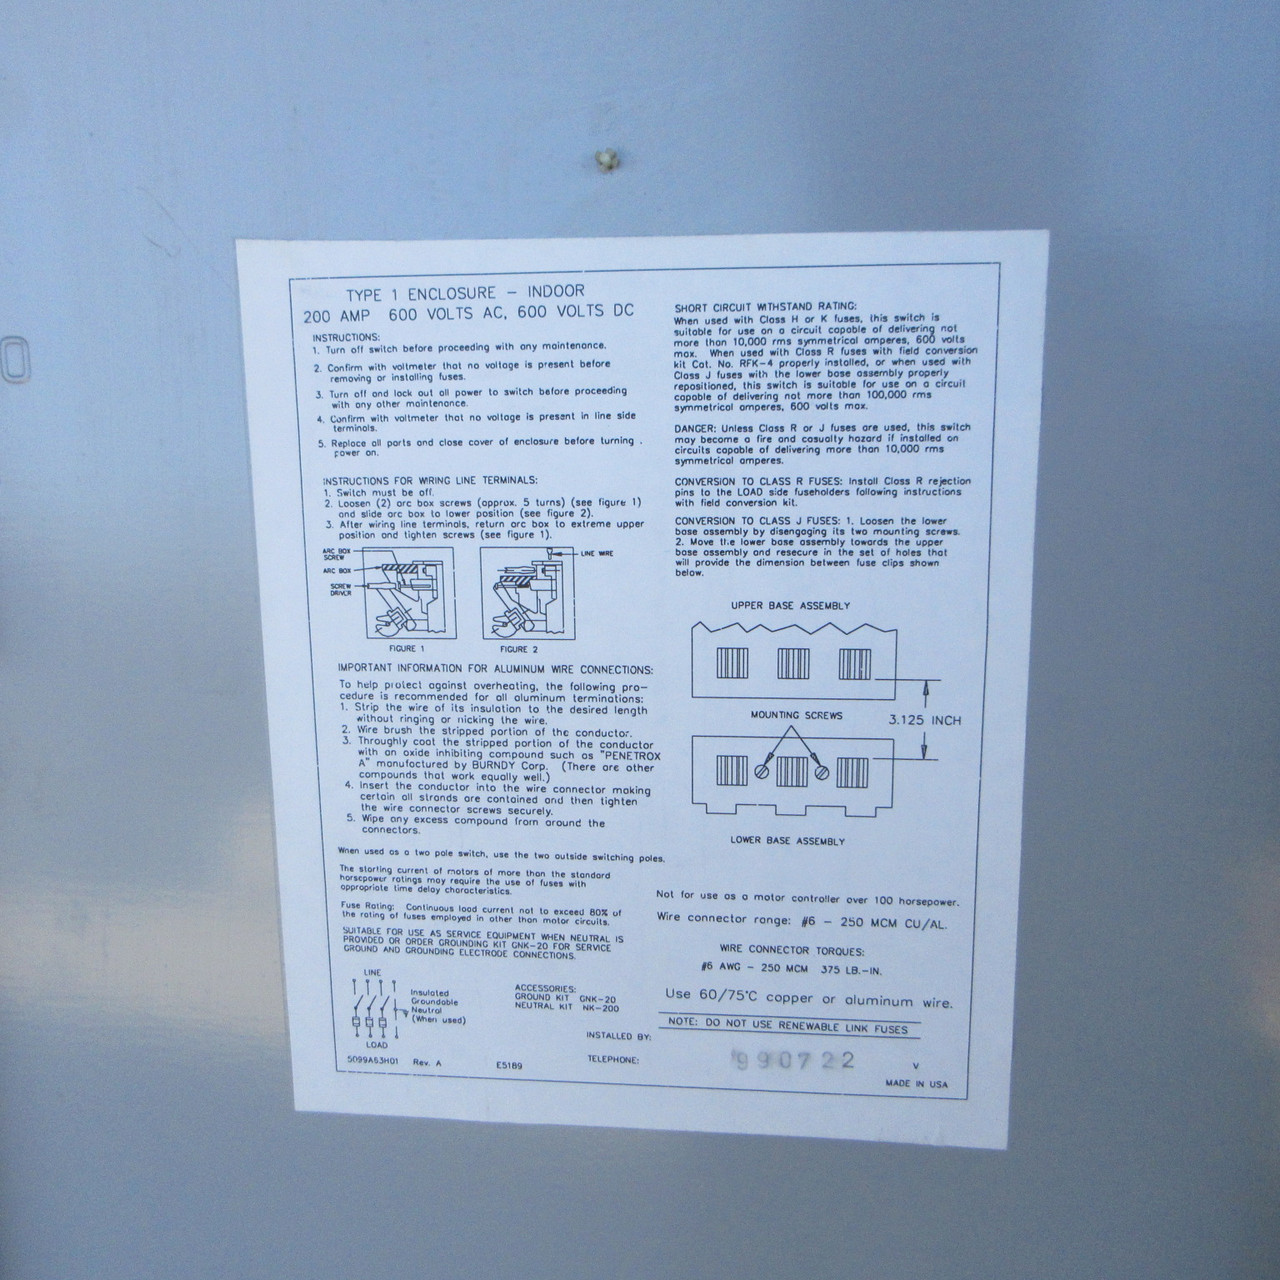 TYPE 1 ENCLOSURE – INDOOR
200 AMP 600 VOLTS AC, 600 VOLTS DC
INSTRUCTIONS:
1. Turn off switch before proceeding with any maintenance.
2. Confirm with voltmeter that no voltage is present before
removing or installing fuses.
3. Turn off and lock out all power to switch before proceeding
with any other maintenance.
4. Confirm with voltmeter that no voltage is present in line side
terminals.
5. Replace all parts and close cover of enclosure before turning
power on.
INSTRUCTIONS FOR WIRING LINE TERMINALS:
1. Switch must be off.
2. Loosen (2) arc box screws (approx. 5 turns) (see figure 1)
and slide arc box to lower position (see figure 2).
3. After wiring line terminals, return arc box to extreme upper
position and tighten screws (see figure 1).
ARC BOX
SCREW
ARC BOX
SCREW
DRIVER
LINE WIRE
FIGURE 1
FIGURE 2
IMPORTANT INFORMATION FOR ALUMINUM WIRE CONNECTIONS:
To help protect against overheating, the following pro–
cedure is recommended for all aluminum terminations:
1. Strip the wire of its insulation to the desired length
without ringing or nicking the wire.
2. Wire brush the stripped portion of the conductor.
3. Throughly coat the stripped portion of the conductor
with an oxide inhibiting compound such as "PENETROX
A" manufactured by BURNDY Corp. (There are other
compounds that work equally well.)
4. Insert the conductor into the wire connector making
certain all strands are contained and then tighten
the wire connector screws securely.
5. Wipe any excess compound from around the
connectors.
When used as a two pole switch, use the two outside switching poles.
The starting current of motors of more than the standard
horsepower ratings may require the use of fuses with
appropriate time delay characteristics.
Fuse Rating: Continuous load current not to exceed 80% of
the rating of fuses employed in other than motor circuits.
SUITABLE FOR USE AS SERVICE EQUIPMENT WHEN NEUTRAL IS
PROVIDED OR ORDER GROUNDING KIT GNK–20 FOR SERVICE
GROUND AND GROUNDING ELECTRODE CONNECTIONS.
LINE
Insulated
Groundable
Neutral
(When used)
LOAD
ACCESSORIES:
GROUND KIT GNK–20
NEUTRAL KIT NK–200
5099A63H01 Rev. A E5189
SHORT CIRCUIT WITHSTAND RATING:
When used with Class H or K fuses, this switch is
suitable for use on a circuit capable of delivering not
more than 10,000 rms symmetrical amperes, 600 volts
max. When used with Class R fuses with field conversion
kit Cat. No. RFK–4 properly installed, or when used with
Class J fuses with the lower base assembly properly
repositioned, this switch is suitable for use on a circuit
capable of delivering not more than 100,000 rms
symmetrical amperes, 600 volts max.
DANGER: Unless Class R or J fuses are used, this switch
may become a fire and casualty hazard if installed on
circuits capable of delivering more than 10,000 rms
symmetrical amperes.
CONVERSION TO CLASS R FUSES: Install Class R rejection
pins to the LOAD side fuseholders following instructions
with field conversion kit.
CONVERSION TO CLASS J FUSES: 1. Loosen the lower
base assembly by disengaging its two mounting screws.
2. Move the lower base assembly towards the upper
base assembly and resecure in the set of holes that
will provide the dimension between fuse clips shown
below.
UPPER BASE ASSEMBLY
MOUNTING SCREWS
3.125 INCH
LOWER BASE ASSEMBLY
Not for use as a motor controller over 100 horsepower.
Wire connector range: #6 – 250 MCM CU/AL.
WIRE CONNECTOR TORQUES:
#6 AWG – 250 MCM 375 LB.–IN.
Use 60/75°C copper or aluminum wire.
NOTE: DO NOT USE RENEWABLE LINK FUSES
INSTALLED BY:
TELEPHONE:
990722
V
MADE IN USA